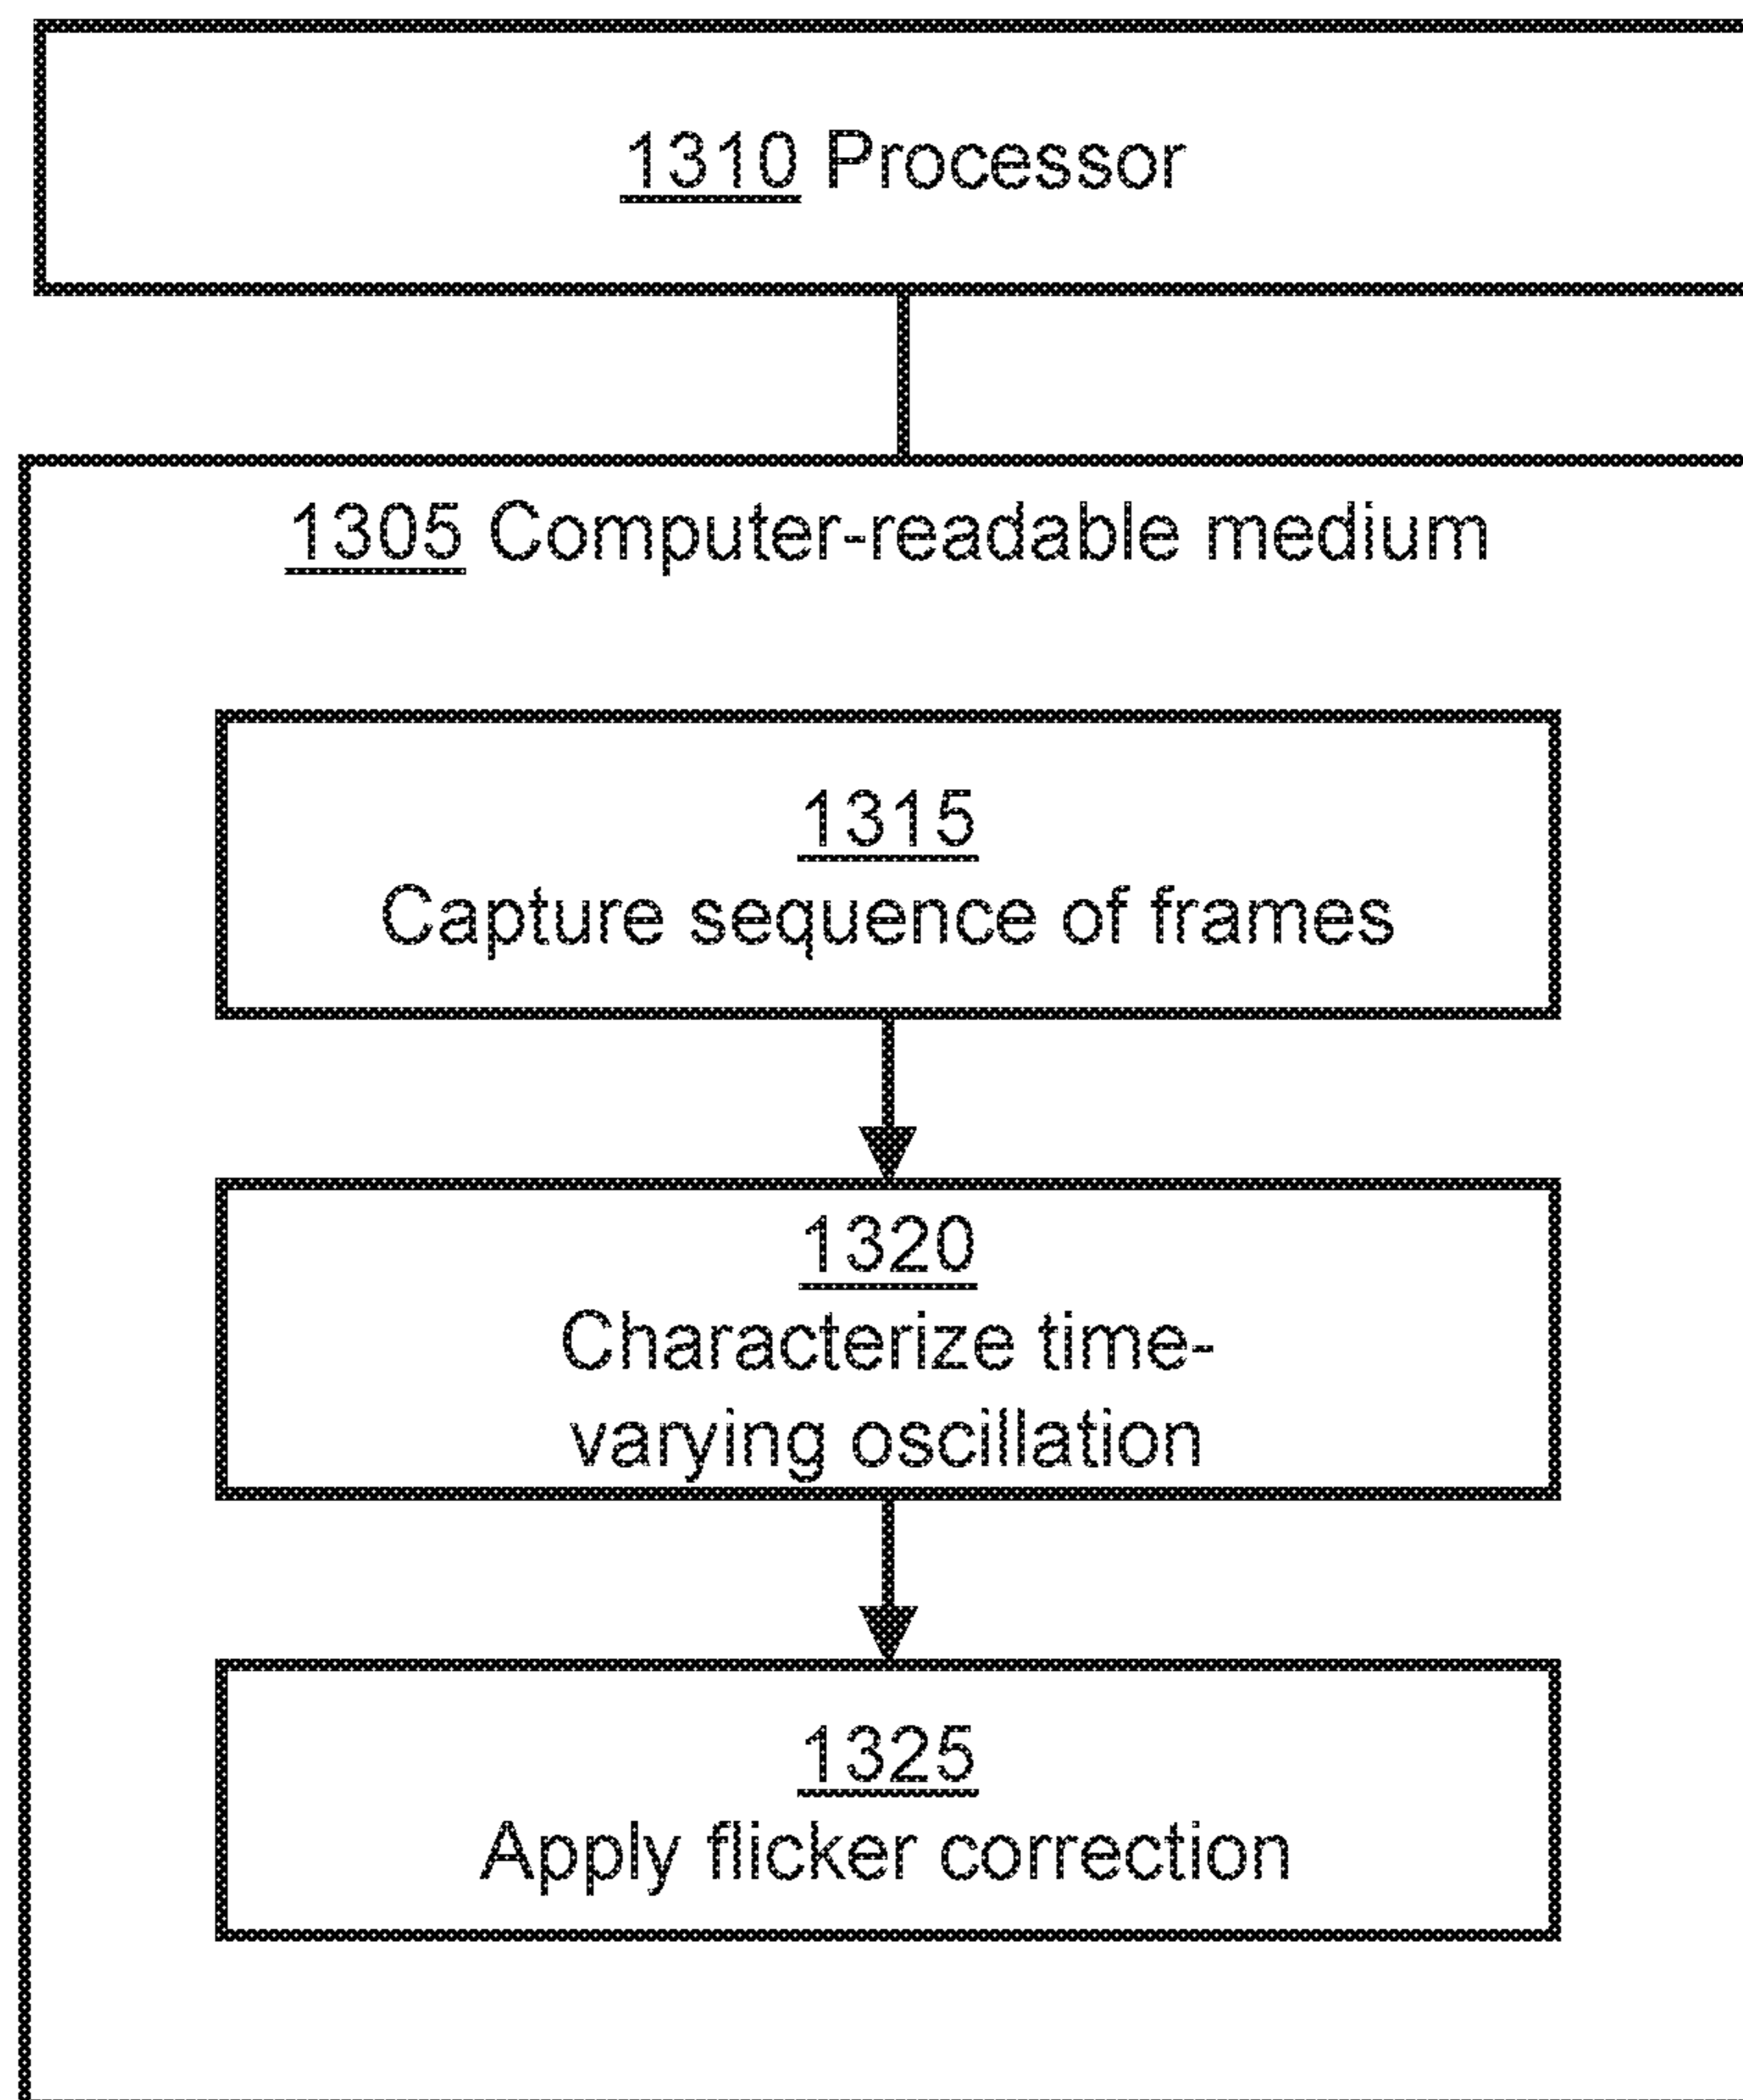 1310 Processor
1305 Computer-readable medium
1315
Capture sequence of frames
1320
Characterize time-
varying oscillation
1325
Apply flicker correction